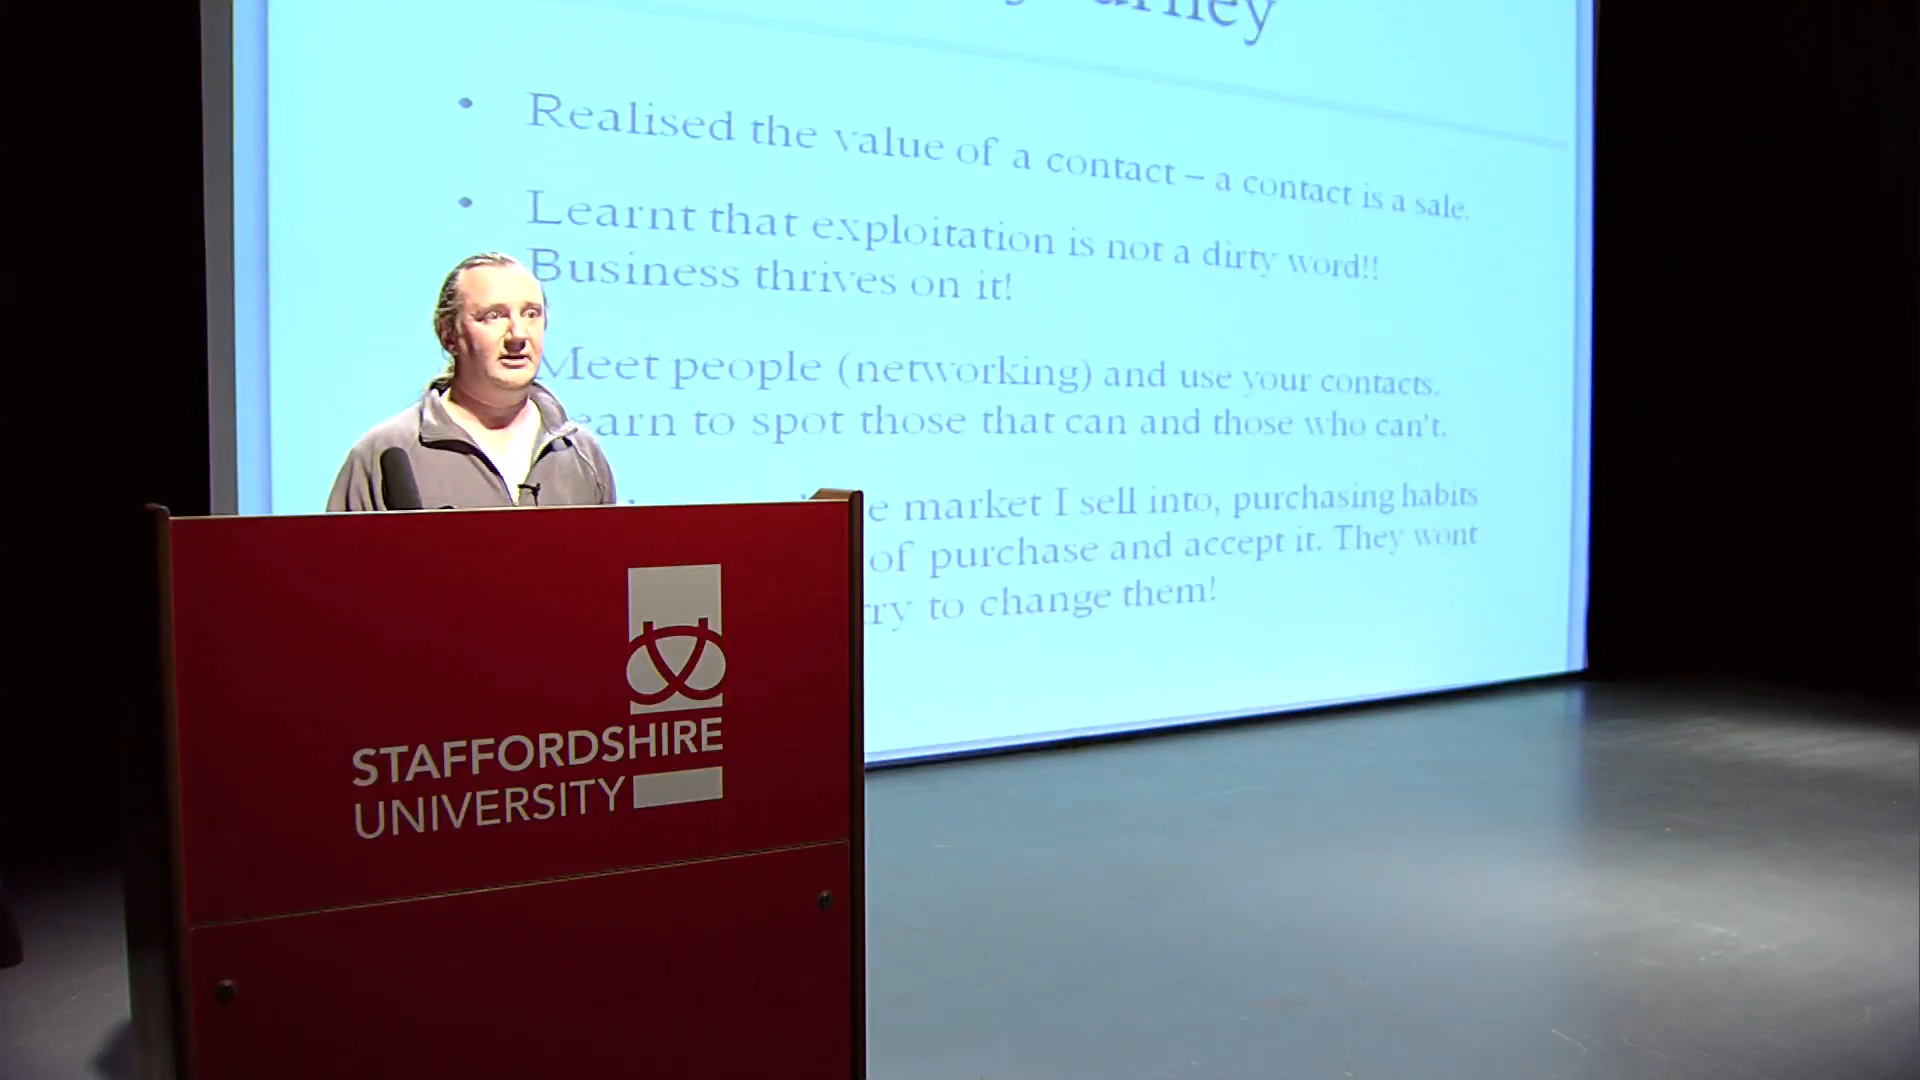 Realised the value of a contact – a contact is a sale.
Learnt that exploitation is not a dirty word!!
Business thrives on it!
Meet people (networking) and use your contacts.
earn to spot those that can and those who can't.
e market I sell into, purchasing habits
of purchase and accept it. They wont
try to change them!
STAFFORDSHIRE
UNIVERSITY